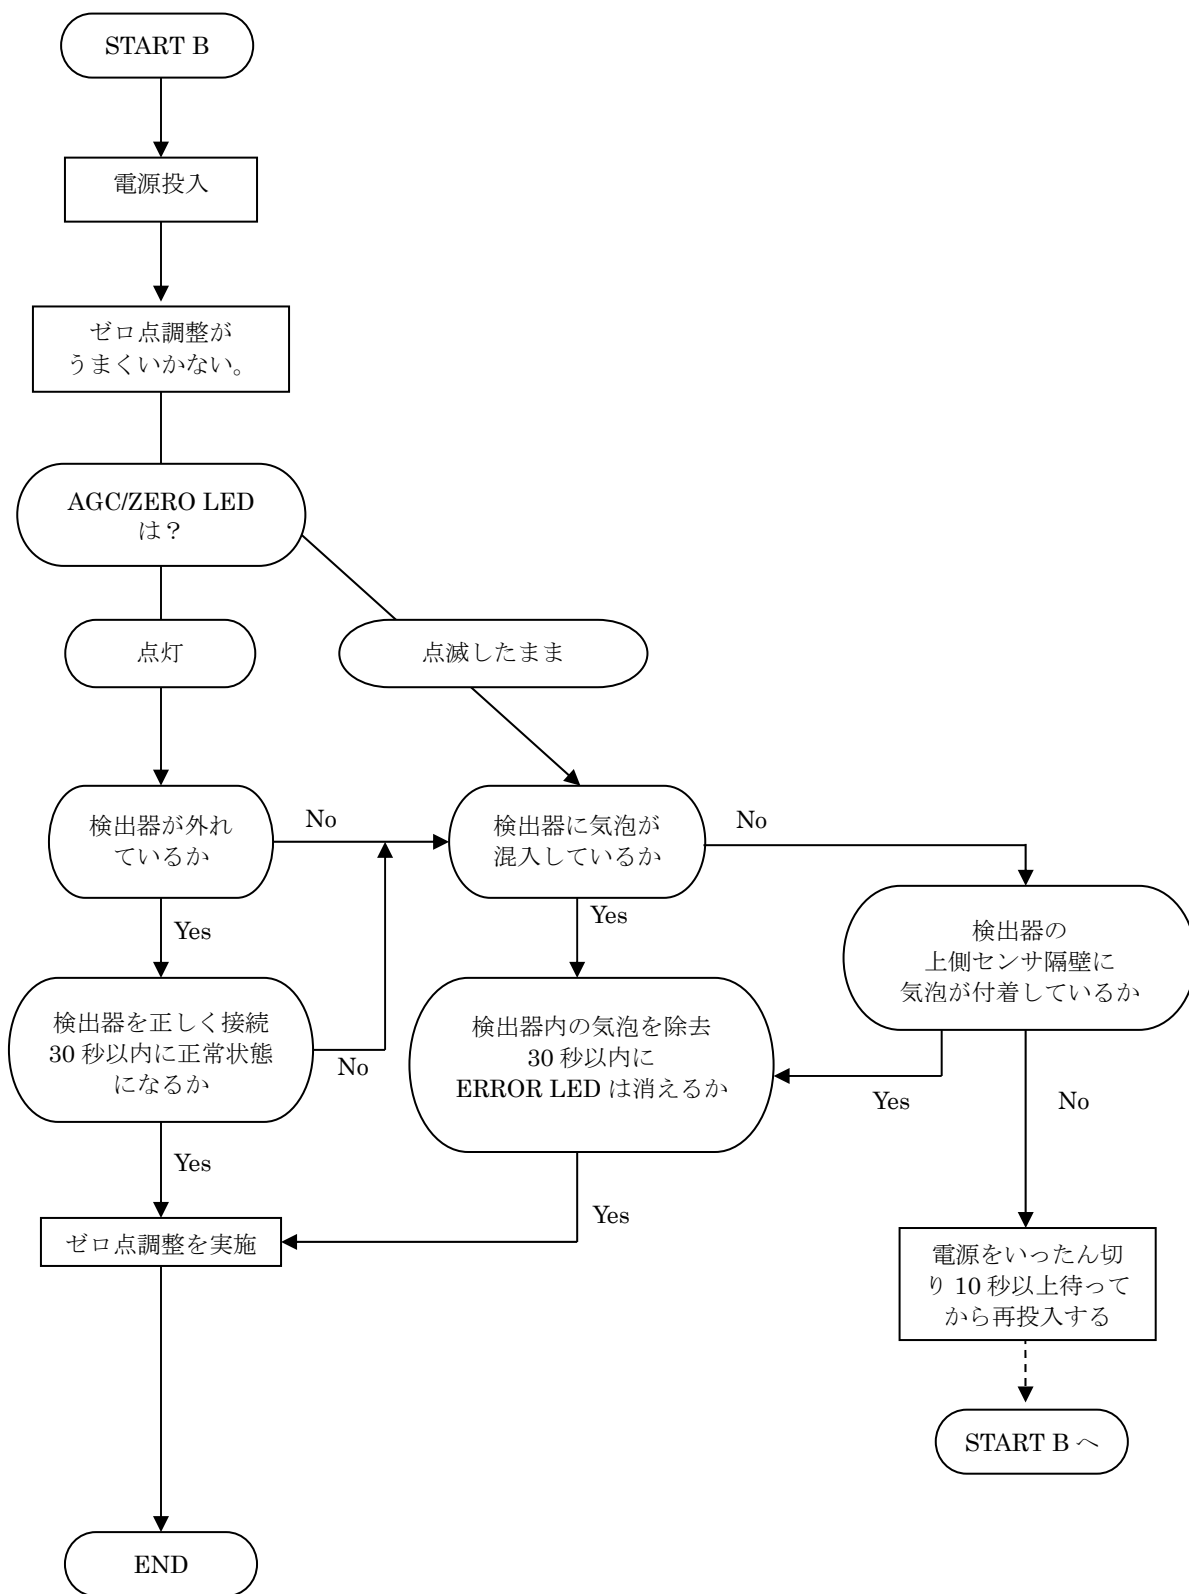 START B
電源投入
ゼロ点調整が
うまくいかない。
AGC/ZERO LED
は？
点灯
点滅したまま
検出器が外れ
ているか
No
検出器に気泡が
混入しているか
No
Yes
Yes
検出器の
上側センサ隔壁に
気泡が付着しているか
検出器を正しく接続
30 秒以内に正常状態
になるか
No
検出器内の気泡を除去
30 秒以内に
ERROR LED は消えるか
Yes
No
Yes
Yes
ゼロ点調整を実施
電源をいったん切
り 10 秒以上待って
から再投入する
START B へ
END